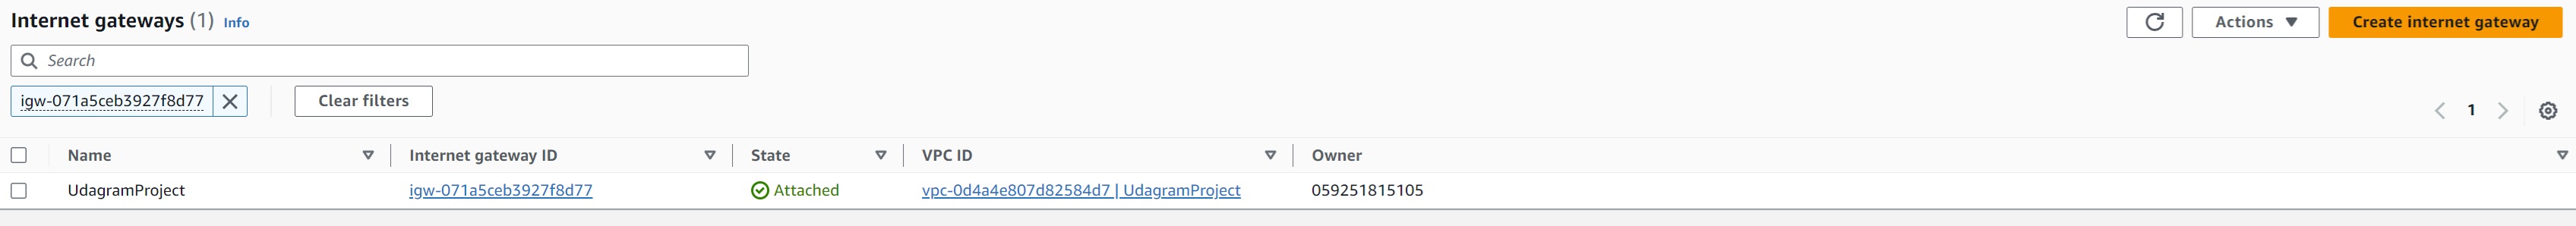 Internet gateways (1) Info
Actions
Create internet gateway
Search
igw-071a5ceb3927f8d77
Clear filters
1
Name Internet gateway ID State VPC ID Owner
UdagramProject igw-071a5ceb3927f8d77 Attached vpc-0d4a4e807d82584d7 | UdagramProject 059251815105